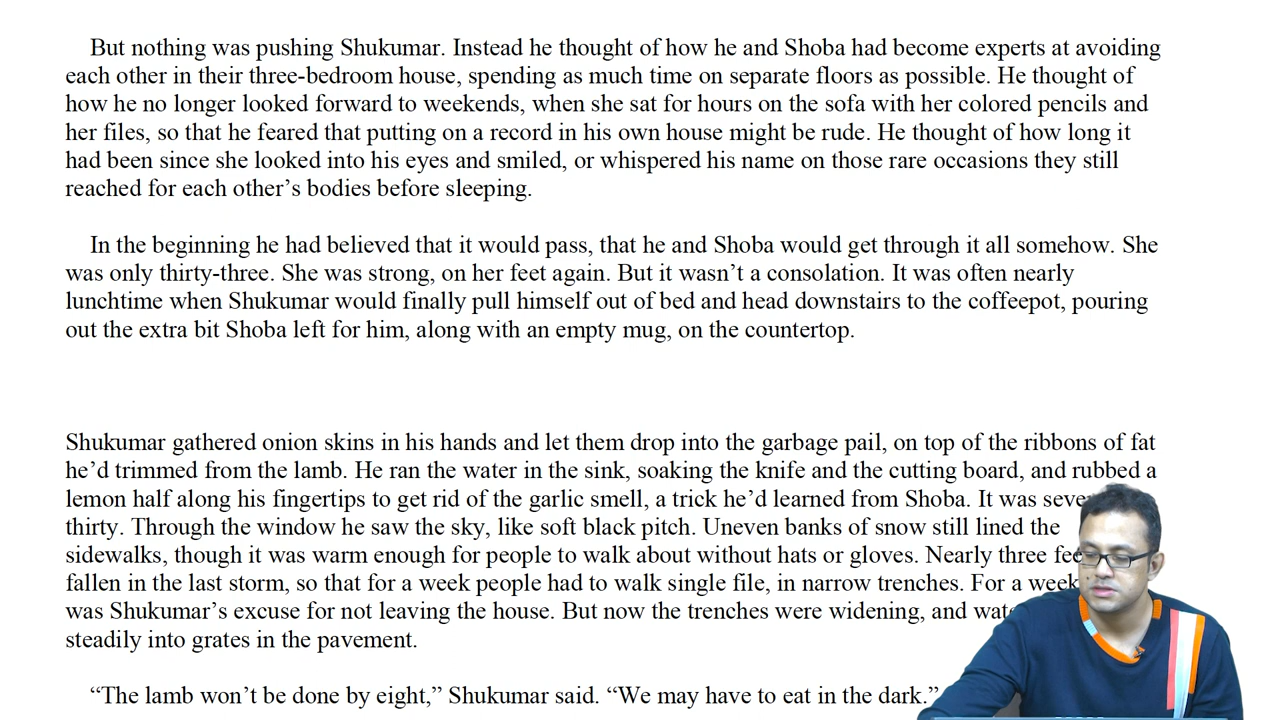 But nothing was pushing Shukumar. Instead he thought of how he and Shoba had become experts at avoiding
each other in their three-bedroom house, spending as much time on separate floors as possible. He thought of
how he no longer looked forward to weekends, when she sat for hours on the sofa with her colored pencils and
her files, so that he feared that putting on a record in his own house might be rude. He thought of how long it
had been since she looked into his eyes and smiled, or whispered his name on those rare occasions they still
reached for each other’s bodies before sleeping.
In the beginning he had believed that it would pass, that he and Shoba would get through it all somehow. She
was only thirty-three. She was strong, on her feet again. But it wasn’t a consolation. It was often nearly
lunchtime when Shukumar would finally pull himself out of bed and head downstairs to the coffeepot, pouring
out the extra bit Shoba left for him, along with an empty mug, on the countertop.
Shukumar gathered onion skins in his hands and let them drop into the garbage pail, on top of the ribbons of fat
he’d trimmed from the lamb. He ran the water in the sink, soaking the knife and the cutting board, and rubbed a
lemon half along his fingertips to get rid of the garlic smell, a trick he’d learned from Shoba. It was
thirty. Through the window he saw the sky, like soft black pitch. Uneven banks of snow still lined the
sidewalks, though it was warm enough for people to walk about without hats or gloves. Nearly three
fallen in the last storm, so that for a week people had to walk single file, in narrow trenches. For a week
was Shukumar’s excuse for not leaving the house. But now the trenches were widening, and
steadily into grates in the pavement.
“The lamb won’t be done by eight,” Shukumar said. “We may have to eat in the dark.”